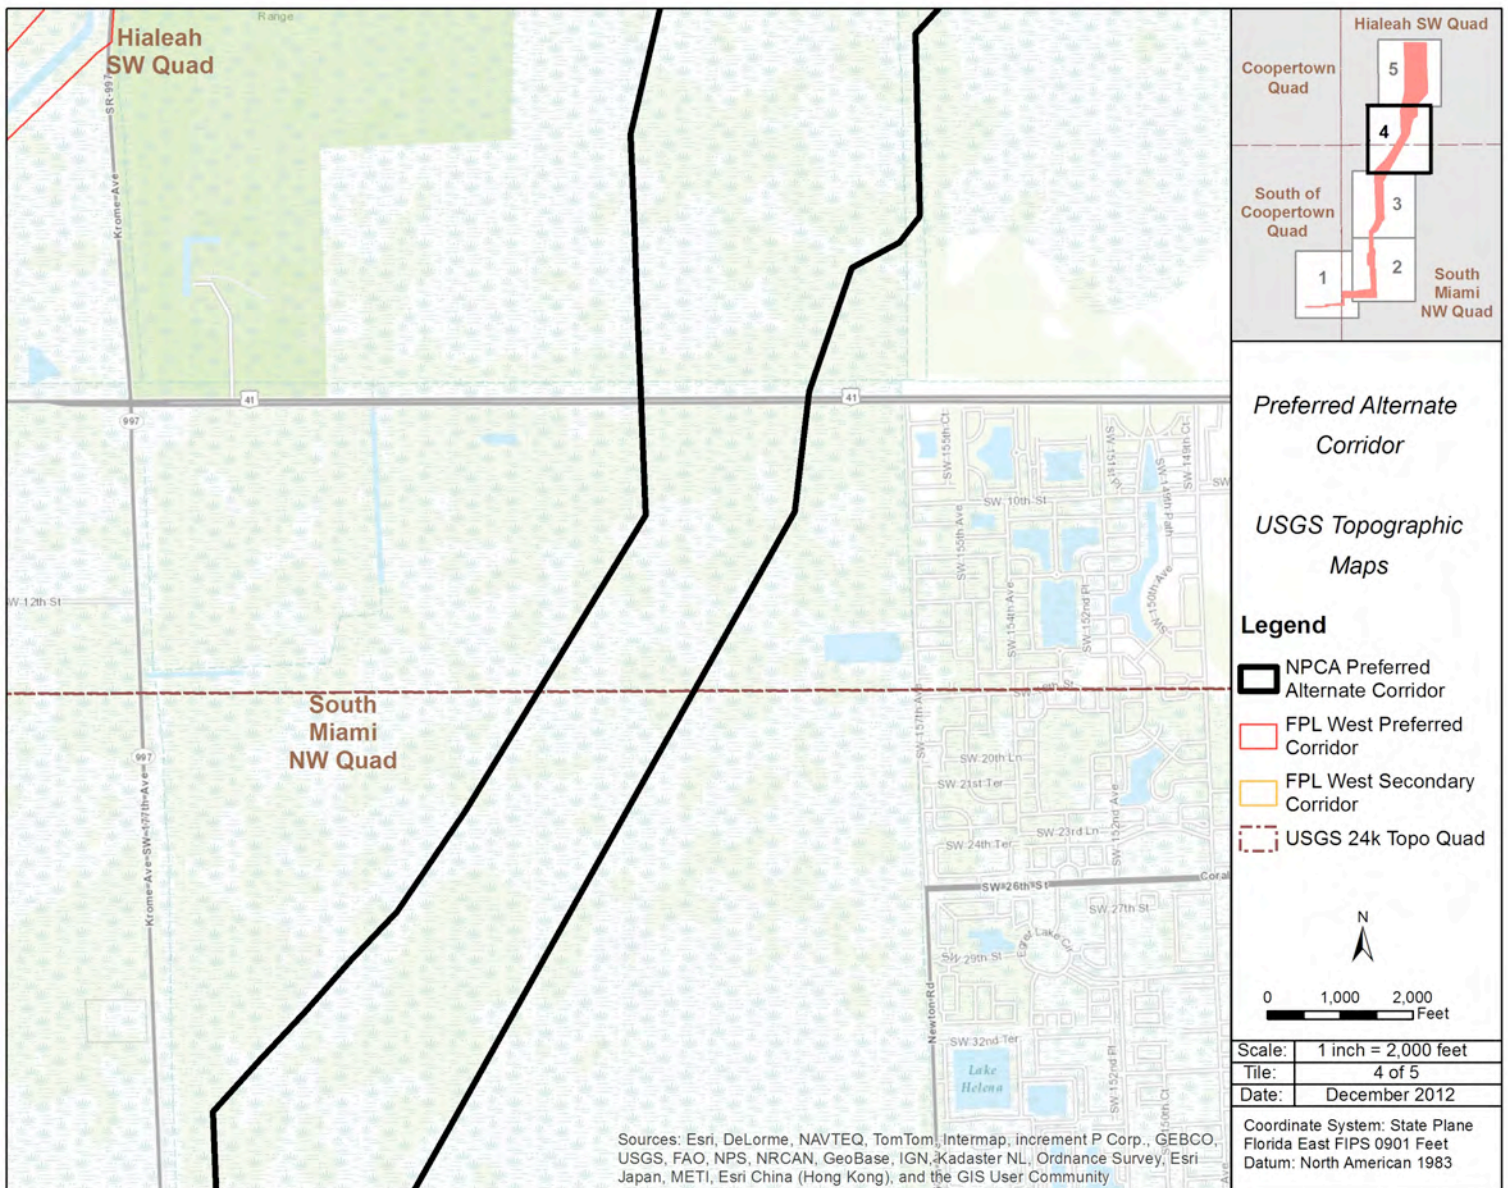 Range
Hialeah
SW Quad
SR-997
Krome-Ave
41
41
997
W 12th St
SW 155th Ct
SW 151st Pl
SW 149th Path
SW 149th Ct
SW 10th St
SW
SW 155th Ave
SW 154th Ave
SW 152nd Pl
SW 150th Ave
SW 157th Ave
South
Miami
NW Quad
997
Krome-Ave-SW-177th-Ave
SW 20th Ln
SW 21st Ter
SW 152nd Ave
SW 23rd Ln
SW 24th Ter
SW-26th-St
Coral
SW 27th St
Egret Lake Cir
SW 29th St
Newton-Rd
SW 32nd Ter
Lake
Helena
SW 152nd Pl
SW 150th Ct
Ave
Sources: Esri, DeLorme, NAVTEQ, TomTom, Intermap, increment P Corp., GEBCO,
USGS, FAO, NPS, NRCAN, GeoBase, IGN, Kadaster NL, Ordnance Survey, Esri
Japan, METI, Esri China (Hong Kong), and the GIS User Community
Hialeah SW Quad
Coopertown
Quad
5
4
South of
Coopertown
Quad
3
1
2
South
Miami
NW Quad
Preferred Alternate
Corridor
USGS Topographic
Maps
Legend
NPCA Preferred
Alternate Corridor
FPL West Preferred
Corridor
FPL West Secondary
Corridor
USGS 24k Topo Quad
N
0 1,000 2,000
Feet
Scale: 1 inch = 2,000 feet
Tile: 4 of 5
Date: December 2012
Coordinate System: State Plane
Florida East FIPS 0901 Feet
Datum: North American 1983